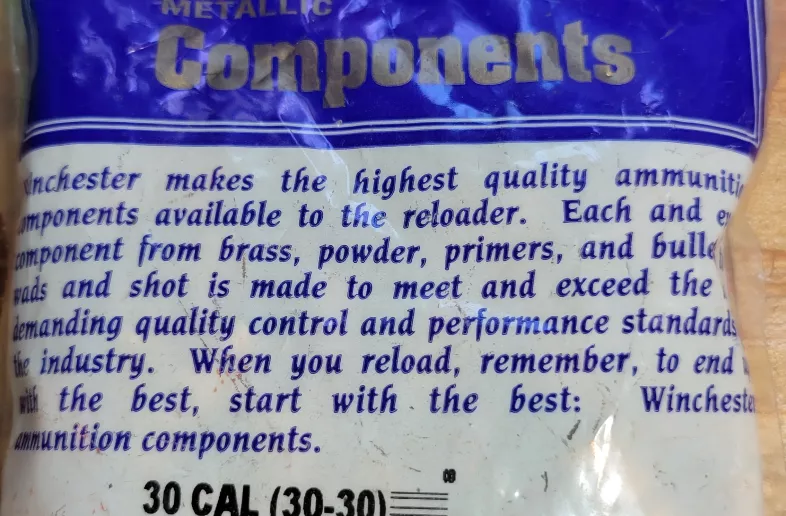 METALLIC
Components
Winchester makes the highest quality ammuniti
omponents available to the reloader. Each and e
component from brass, powder, primers, and bulle
wads and shot is made to meet and exceed the
demanding quality control and performance standards
the industry. When you reload, remember, to end
with the best, start with the best: Winchester
ammunition components.
30 CAL (30-30)